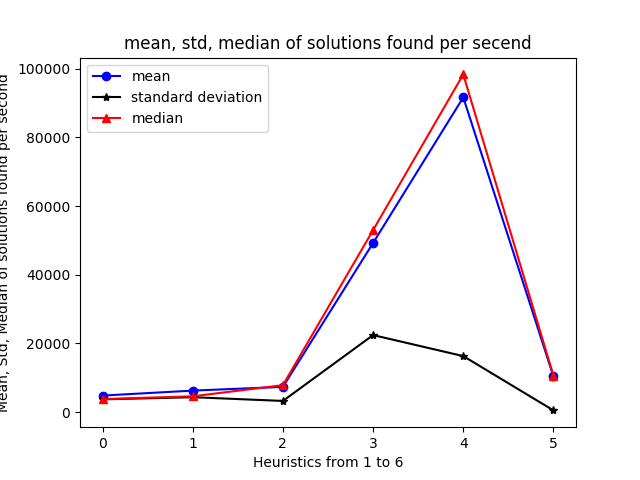 mean, std, median of solutions found per secend
mean
standard deviation
median
100000
80000
60000
40000
20000
0
Mean, Std, Median of solutions found per second
0 1 2 3 4 5
Heuristics from 1 to 6